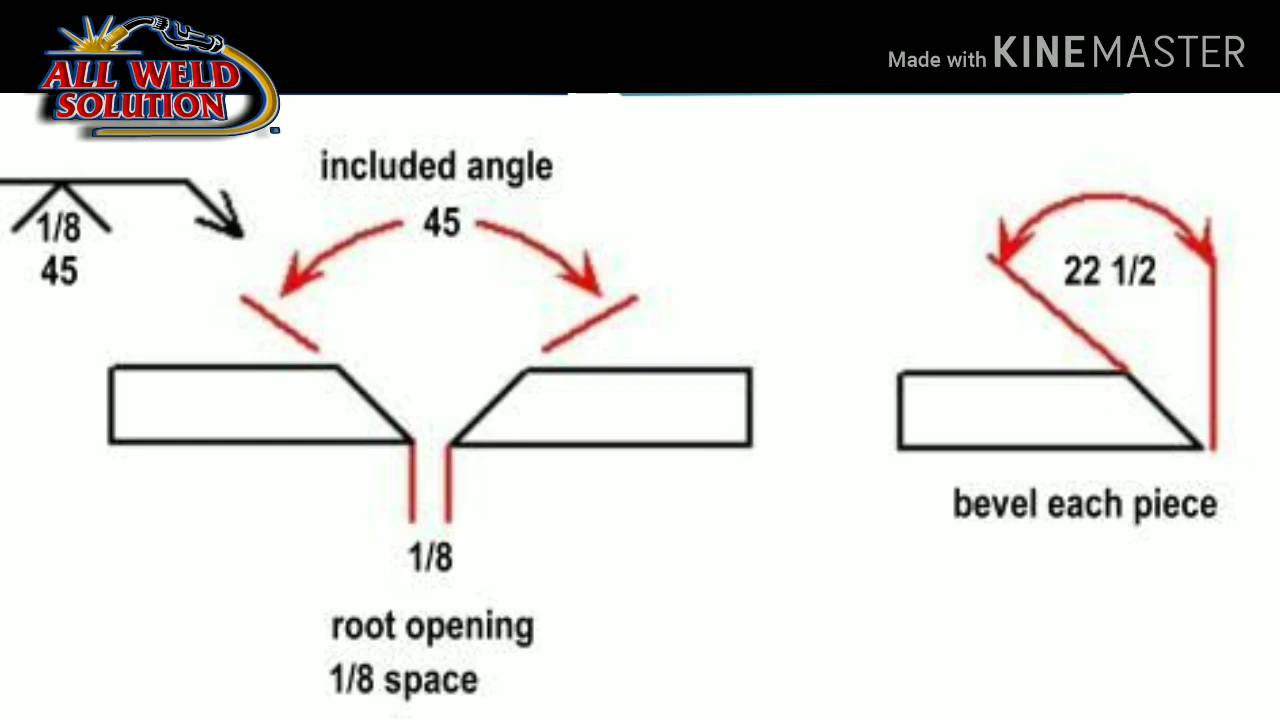 ALL WELD
SOLUTION
Made with KINEMASTER
included angle
45
1/8
45
22 1/2
bevel each piece
1/8
root opening
1/8 space